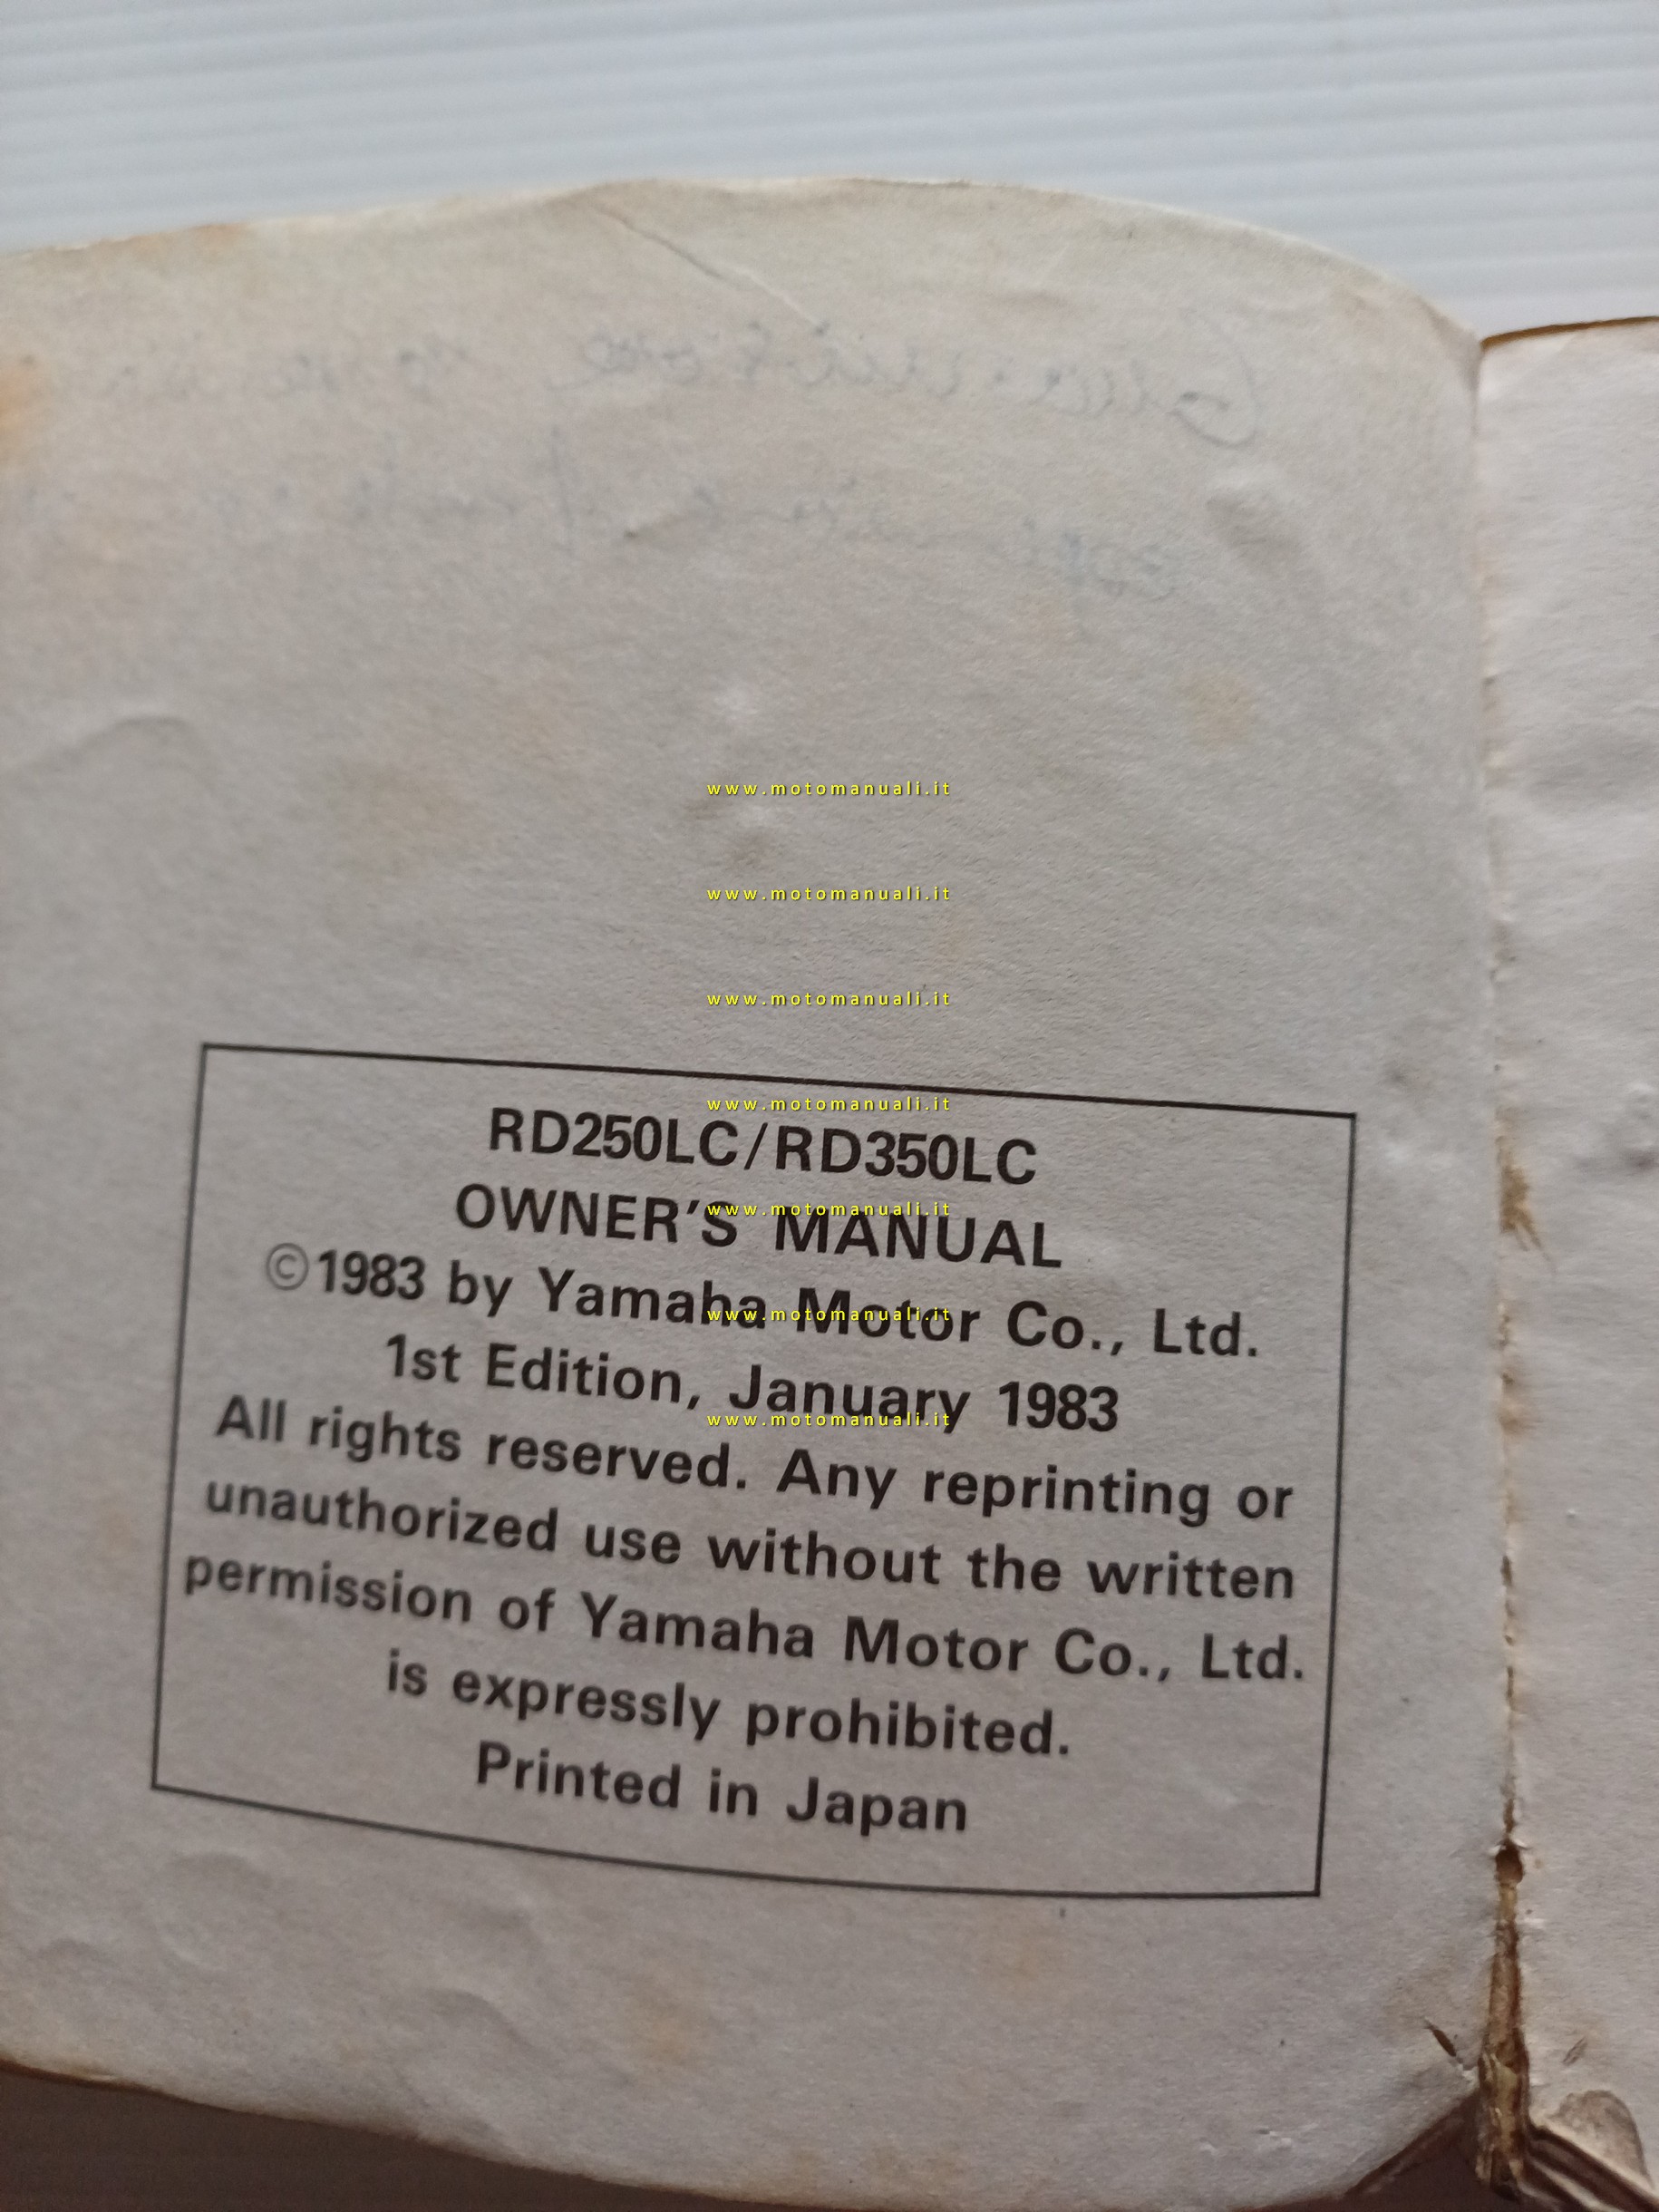 www.motomanuali.it
www.motomanuali.it
www.motomanuali.it
www.motomanuali.it
RD250LC/RD350LC
www.motomanuali.it
OWNER'S MANUAL
www.motomanuali.it
©1983 by Yamaha Motor Co., Ltd.
1st Edition, January 1983
www.motomanuali.it
All rights reserved. Any reprinting or
unauthorized use without the written
permission of Yamaha Motor Co., Ltd.
is expressly prohibited.
Printed in Japan